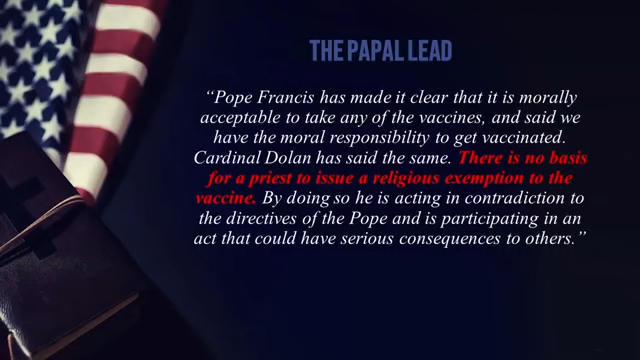 THE PAPAL LEAD
“Pope Francis has made it clear that it is morally
acceptable to take any of the vaccines, and said we
have the moral responsibility to get vaccinated.
Cardinal Dolan has said the same. There is no basis
for a priest to issue a religious exemption to the
vaccine. By doing so he is acting in contradiction to
the directives of the Pope and is participating in an
act that could have serious consequences to others.”